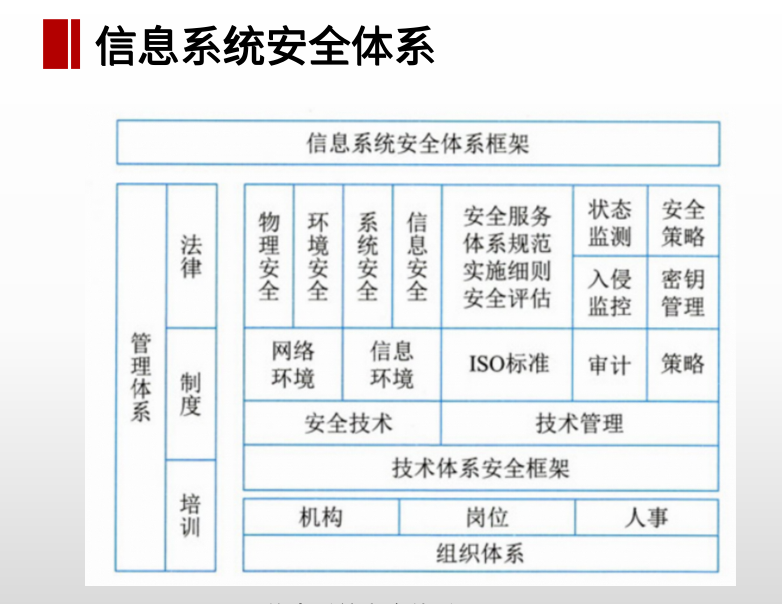 信息系统安全体系
信息系统安全体系框架
管理体系
法律
制度
培训
物理安全
环境安全
系统安全
信息安全
安全服务
体系规范
实施细则
安全评估
状态
监测
安全
策略
入侵
监控
密钥
管理
网络
环境
信息
环境
ISO标准
审计
策略
安全技术
技术管理
技术体系安全框架
机构
岗位
人事
组织体系